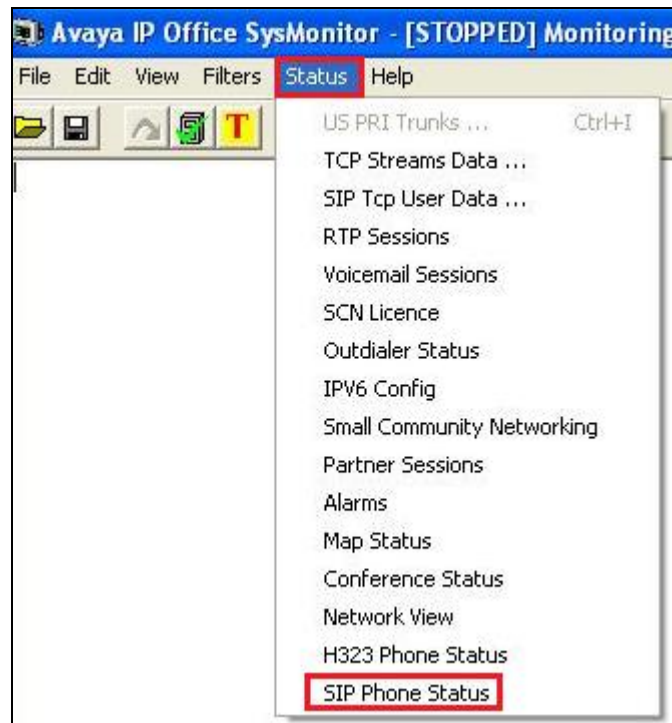 Avaya IP Office SysMonitor - [STOPPED] Monitoring
File Edit View Filters Status Help
T
US PRI Trunks ... Ctrl+I
TCP Streams Data ...
SIP Tcp User Data ...
RTP Sessions
Voicemail Sessions
SCN Licence
Outdialer Status
IPV6 Config
Small Community Networking
Partner Sessions
Alarms
Map Status
Conference Status
Network View
H323 Phone Status
SIP Phone Status